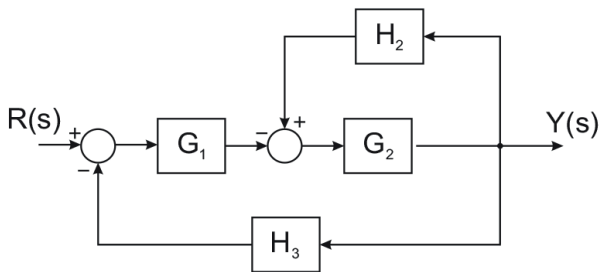 H₂
R(s) + G₁ − + G₂ Y(s)
−
H₃